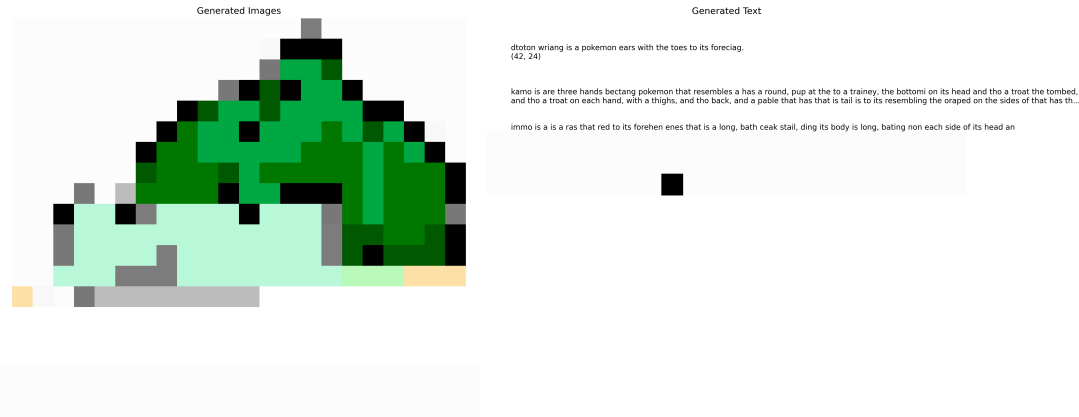 Generated Images
Generated Text
dtoton wriang is a pokemon ears with the toes to its foreciag.
(42, 24)
kamo is are three hands bectang pokemon that resembles a has a round, pup at the to a trainey, the bottomi on its head and tho a troat the tombed,
and tho a troat on each hand, with a thighs, and tho back, and a pable that has that is tail is to its resembling the oraped on the sides of that has th...
immo is a is a ras that red to its forehen enes that is a long, bath ceak stail, ding its body is long, bating non each side of its head an